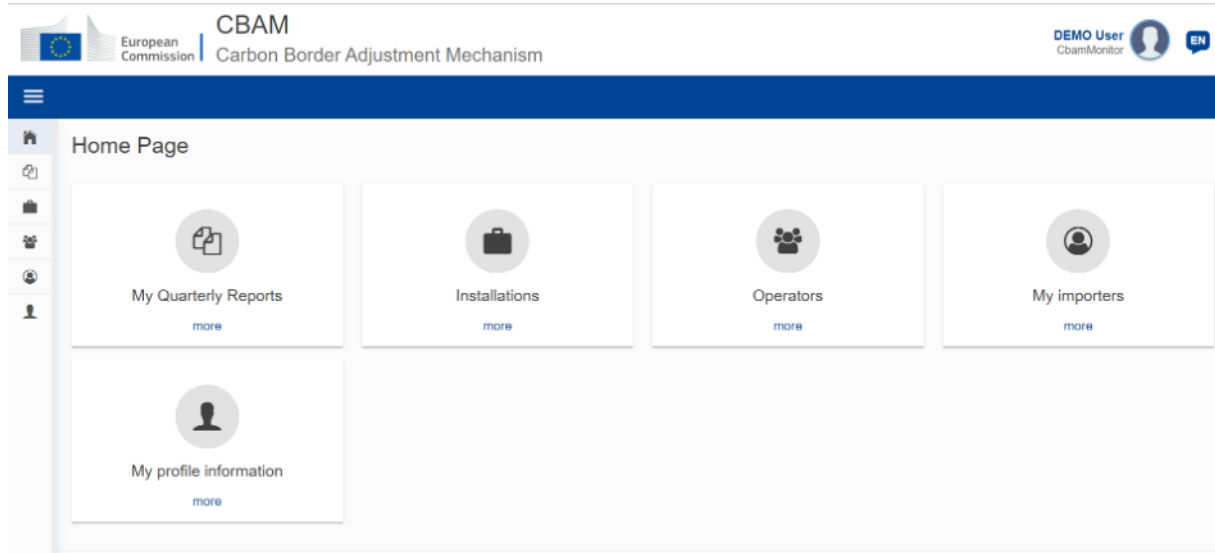 European
Commission
CBAM
Carbon Border Adjustment Mechanism
DEMO User
CbamMonitor
EN
Home Page
My Quarterly Reports
more
Installations
more
Operators
more
My importers
more
My profile information
more